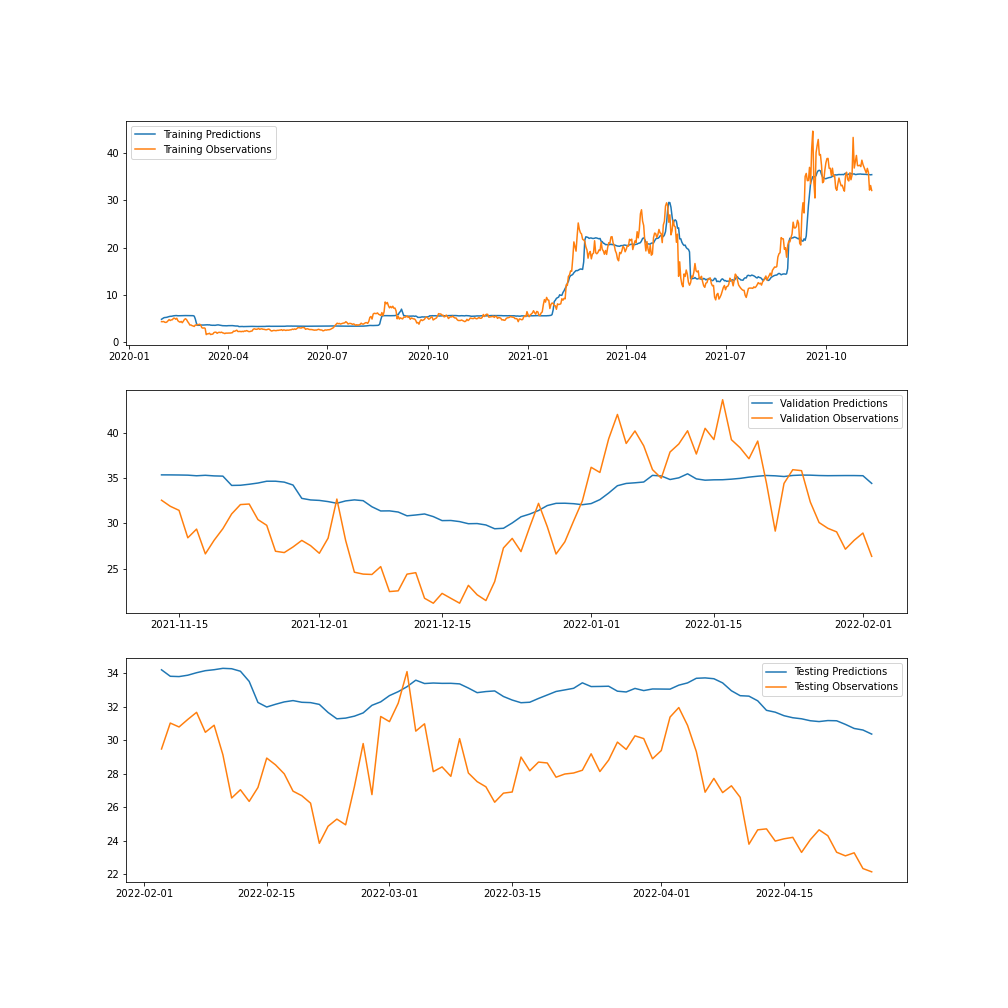 Training Predictions
Training Observations
40
30
20
10
0
2020-01 2020-04 2020-07 2020-10 2021-01 2021-04 2021-07 2021-10
Validation Predictions
Validation Observations
40
35
30
25
2021-11-15 2021-12-01 2021-12-15 2022-01-01 2022-01-15 2022-02-01
Testing Predictions
Testing Observations
34
32
30
28
26
24
22
2022-02-01 2022-02-15 2022-03-01 2022-03-15 2022-04-01 2022-04-15